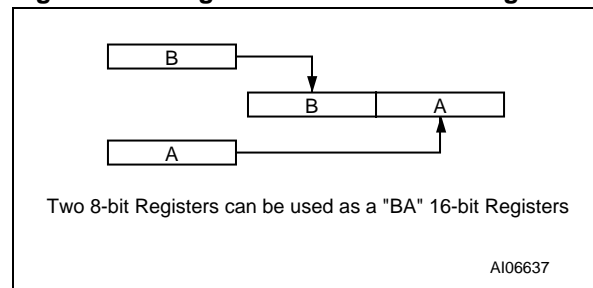 B
B A
A
Two 8-bit Registers can be used as a "BA" 16-bit Registers
AI06637